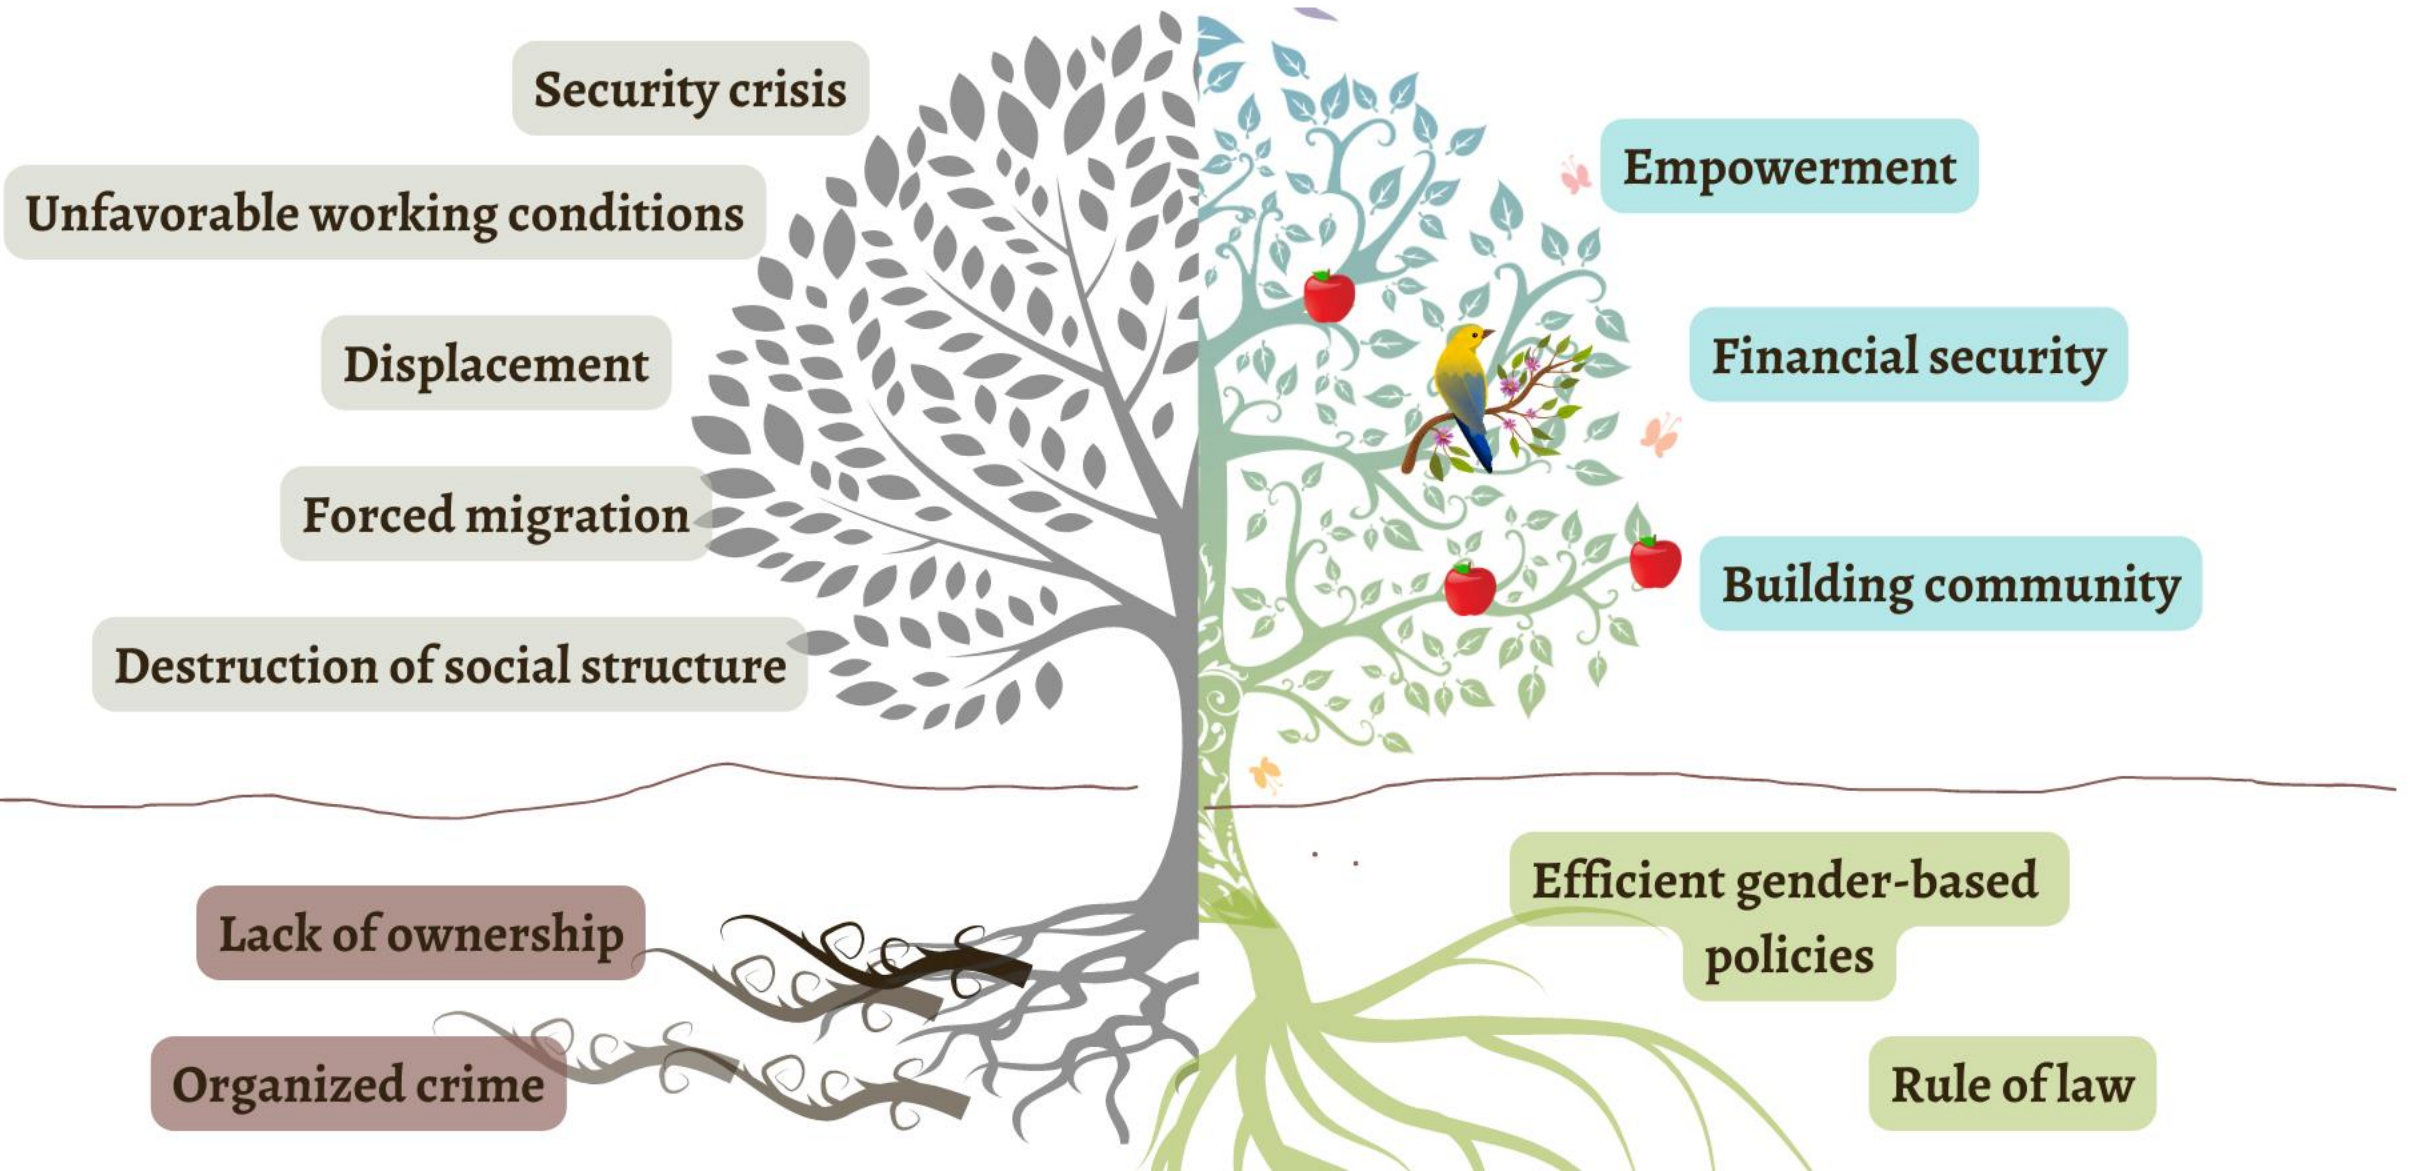 Security crisis
Unfavorable working conditions
Displacement
Forced migration
Destruction of social structure
Lack of ownership
Organized crime
Empowerment
Financial security
Building community
Efficient gender-based
policies
Rule of law